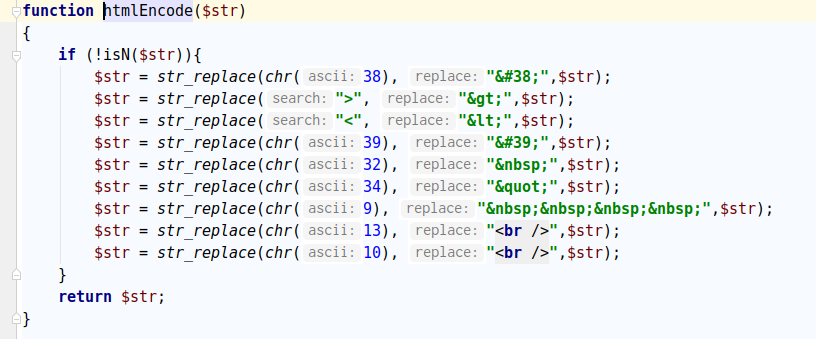 function htmlEncode($str)
{
    if (!isN($str)){
        $str = str_replace(chr( ascii: 38), replace: "&#38;",$str);
        $str = str_replace( search: ">", replace: "&gt;",$str);
        $str = str_replace( search: "<", replace: "&lt;",$str);
        $str = str_replace(chr( ascii: 39), replace: "&#39;",$str);
        $str = str_replace(chr( ascii: 32), replace: "&nbsp;",$str);
        $str = str_replace(chr( ascii: 34), replace: "&quot;",$str);
        $str = str_replace(chr( ascii: 9), replace: "&nbsp;&nbsp;&nbsp;&nbsp;",$str);
        $str = str_replace(chr( ascii: 13), replace: "<br />",$str);
        $str = str_replace(chr( ascii: 10), replace: "<br />",$str);
    }
    return $str;
}